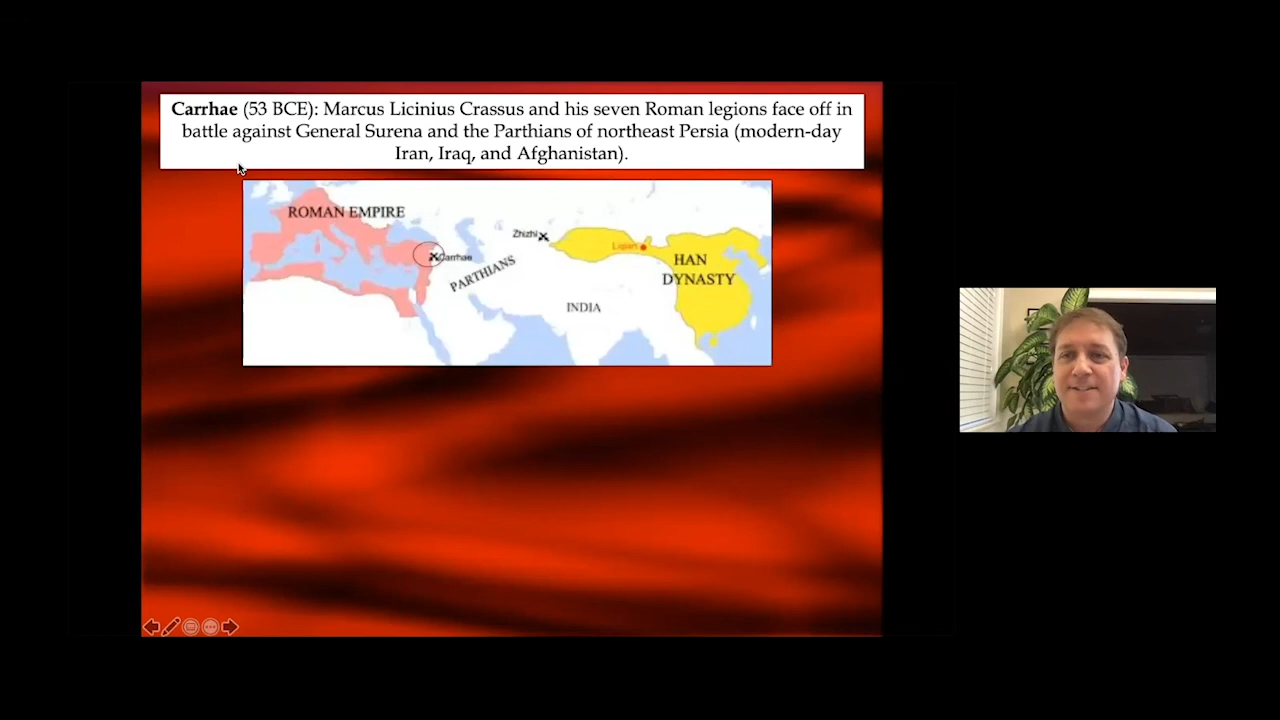 Carrhae (53 BCE): Marcus Licinius Crassus and his seven Roman legions face off in
battle against General Surena and the Parthians of northeast Persia (modern-day
Iran, Iraq, and Afghanistan).
ROMAN EMPIRE
Zhizhi
Carrhae
PARTHIANS
Liqian
HAN
DYNASTY
INDIA